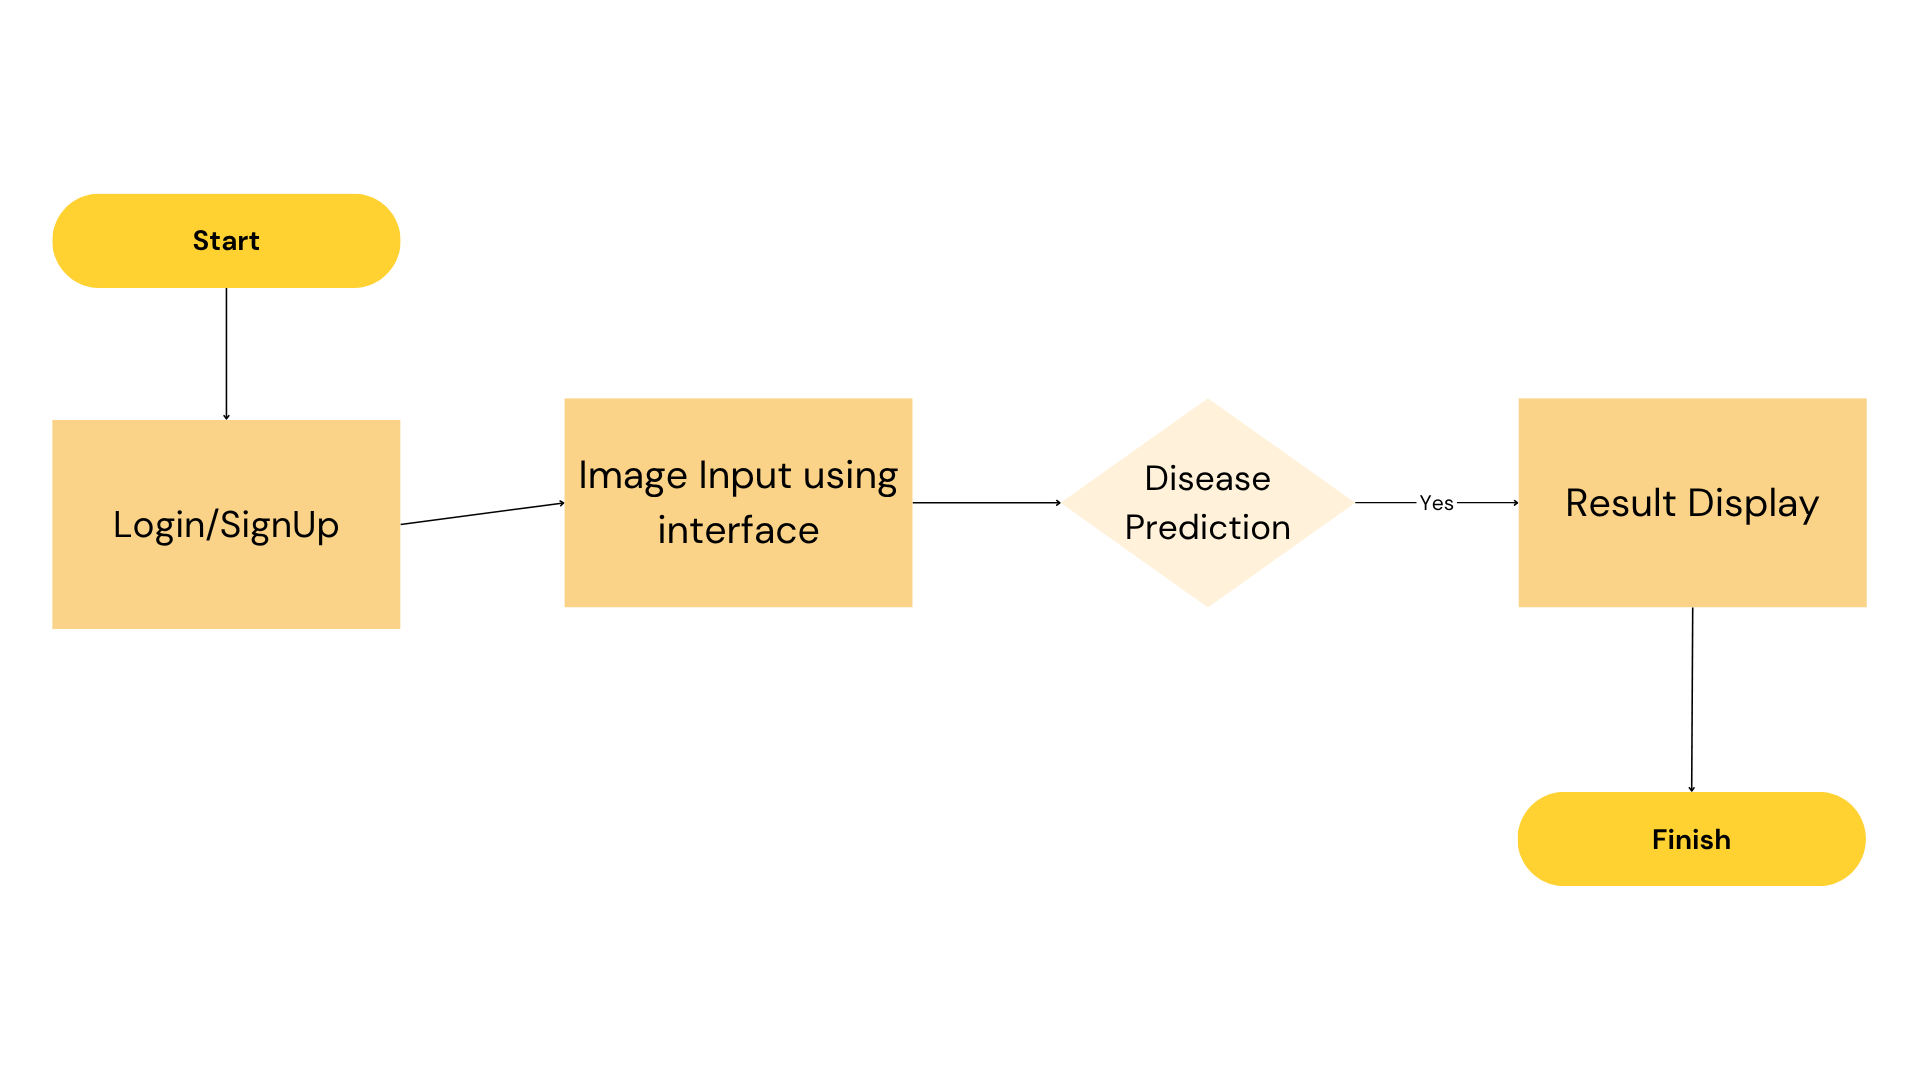 Start
Login/SignUp
Image Input using
interface
Disease
Prediction
Yes
Result Display
Finish